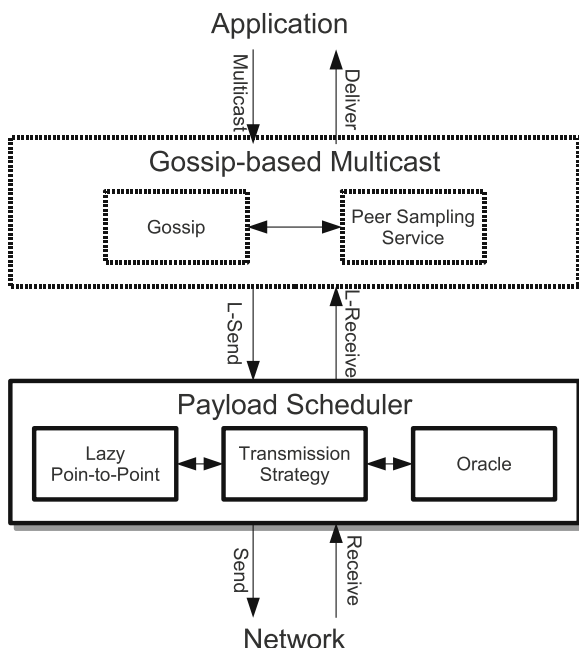 Application
Multicast
Deliver
Gossip-based Multicast
Gossip
Peer Sampling
Service
L-Send
L-Receive
Payload Scheduler
Lazy
Poin-to-Point
Transmission
Strategy
Oracle
Send
Receive
Network